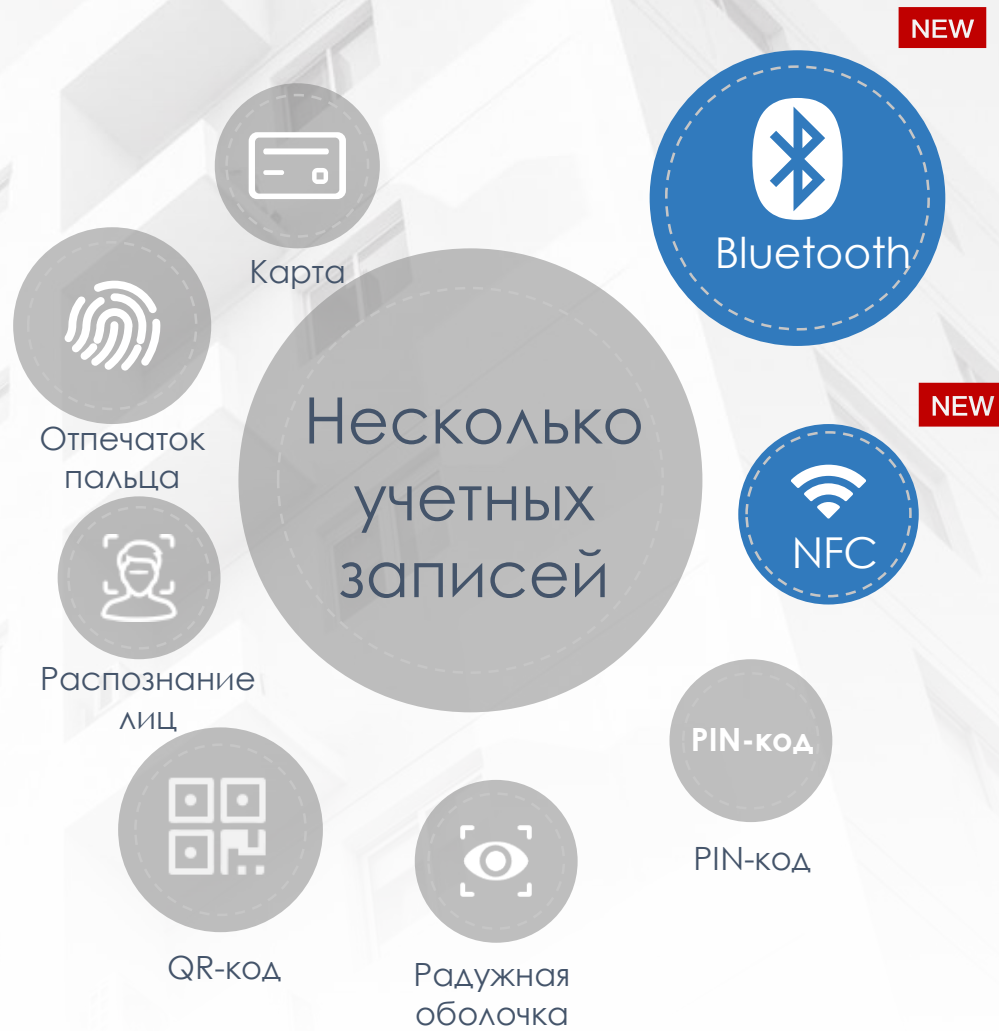 NEW
Bluetooth
Карта
NEW
NFC
Несколько
учетных
записей
Отпечаток
пальца
Распознание
лиц
PIN-код
PIN-код
QR-код
Радужная
оболочка